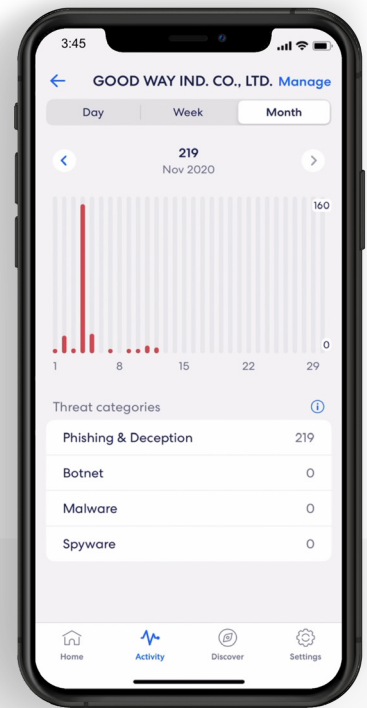 3:45
GOOD WAY IND. CO., LTD. Manage
Day Week Month
219
Nov 2020
160
0
1 8 15 22 29
Threat categories
Phishing & Deception 219
Botnet 0
Malware 0
Spyware 0
Home Activity Discover Settings